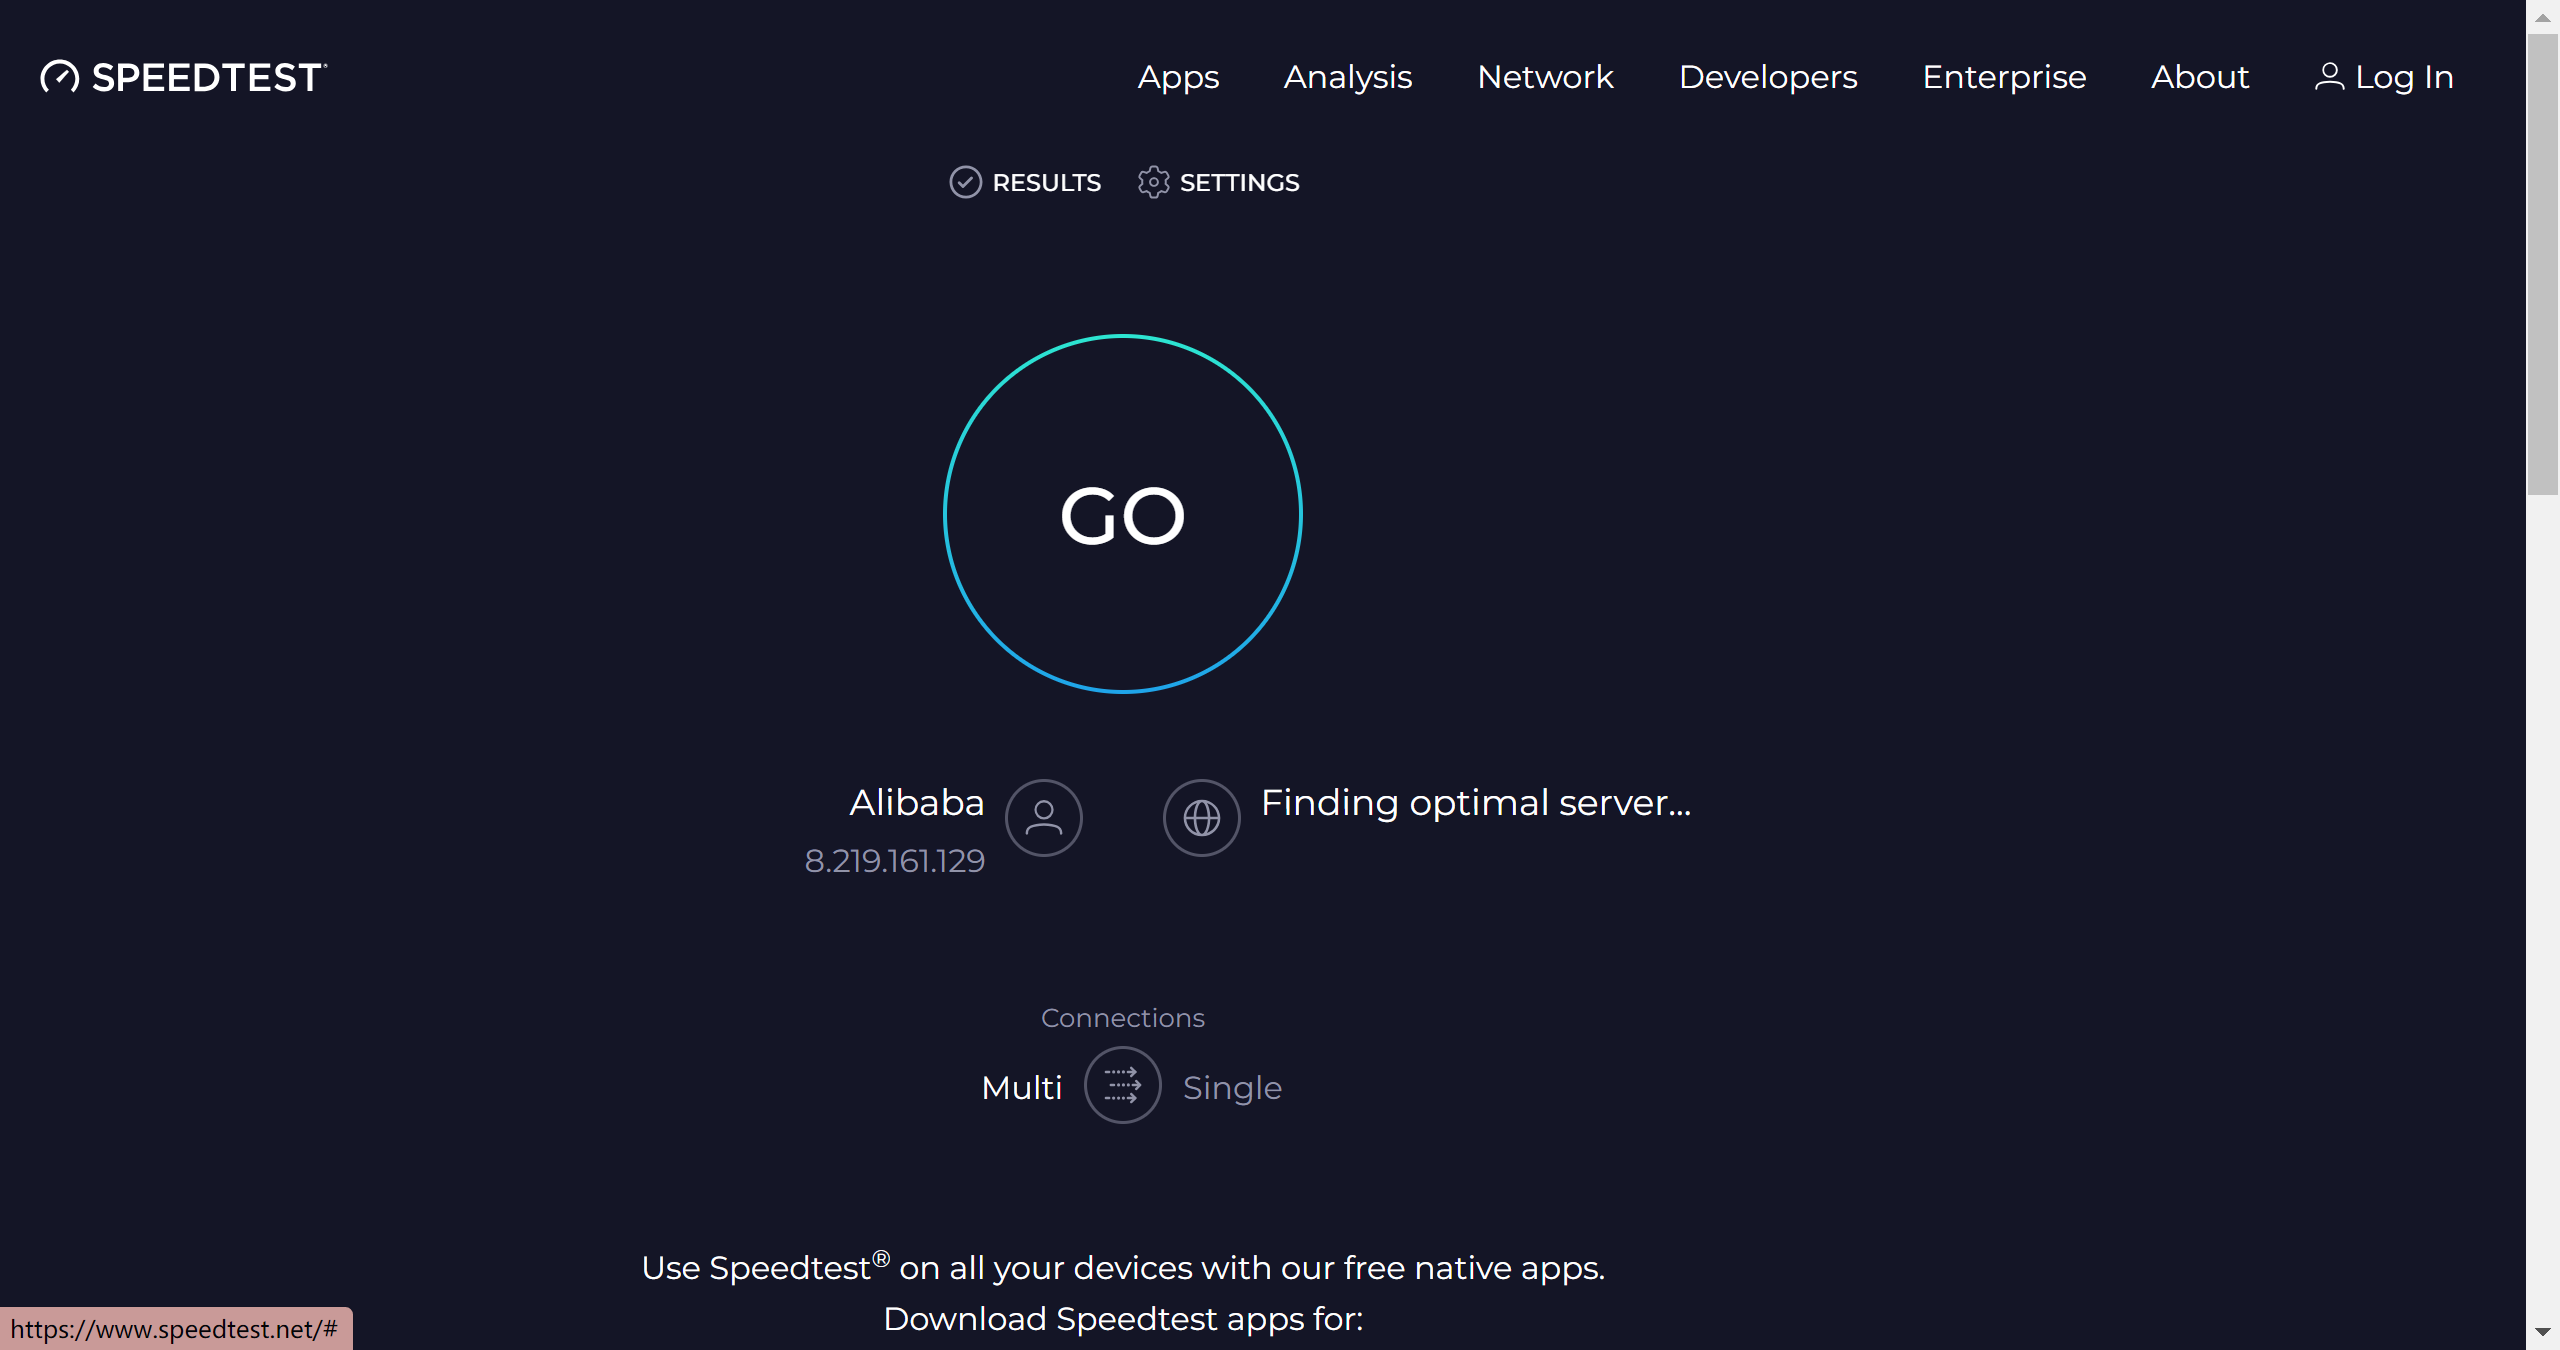 SPEEDTEST®
Apps Analysis Network Developers Enterprise About Log In
RESULTS SETTINGS
GO
Alibaba
8.219.161.129
Finding optimal server...
Connections
Multi Single
Use Speedtest® on all your devices with our free native apps.
Download Speedtest apps for:
https://www.speedtest.net/#